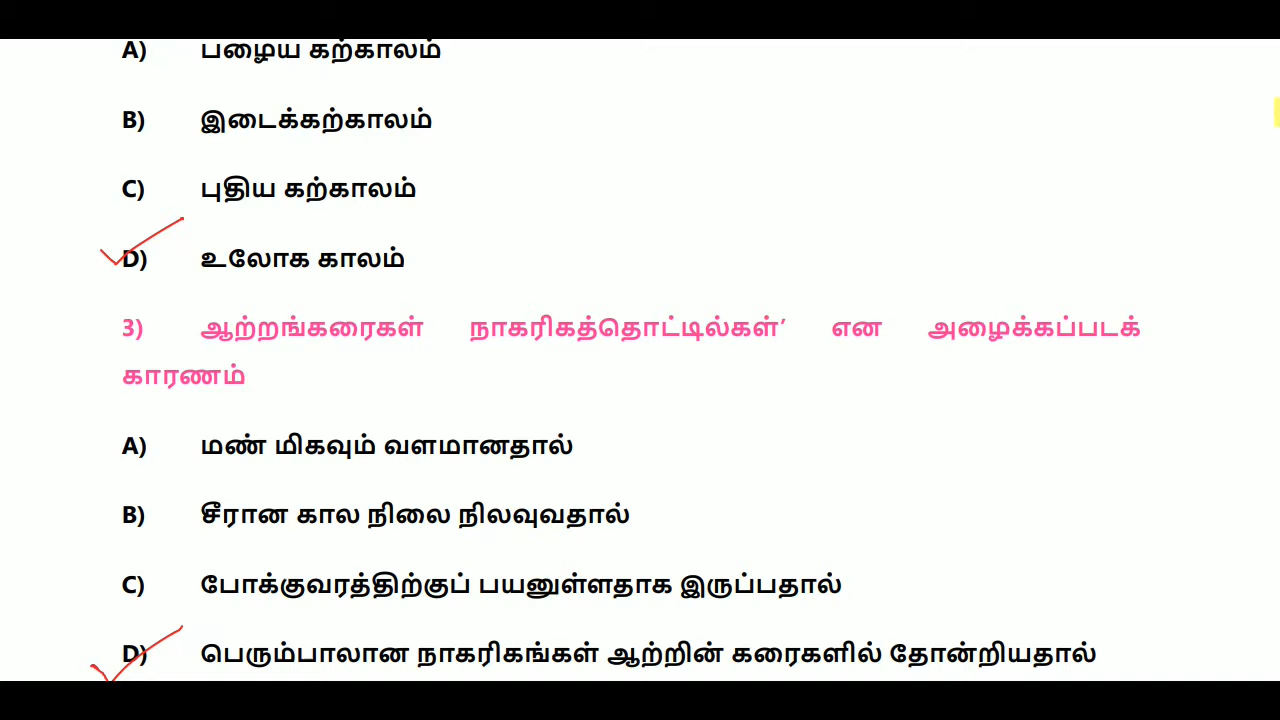 A) பழைய கற்காலம்
B) இடைக்கற்காலம்
C) புதிய கற்காலம்
D) உலோக காலம்
3) ஆற்றங்கரைகள் நாகரிகத்தொட்டில்கள்’ என அழைக்கப்படக்
காரணம்
A) மண் மிகவும் வளமானதால்
B) சீரான கால நிலை நிலவுவதால்
C) போக்குவரத்திற்குப் பயனுள்ளதாக இருப்பதால்
D) பெரும்பாலான நாகரிகங்கள் ஆற்றின் கரைகளில் தோன்றியதால்